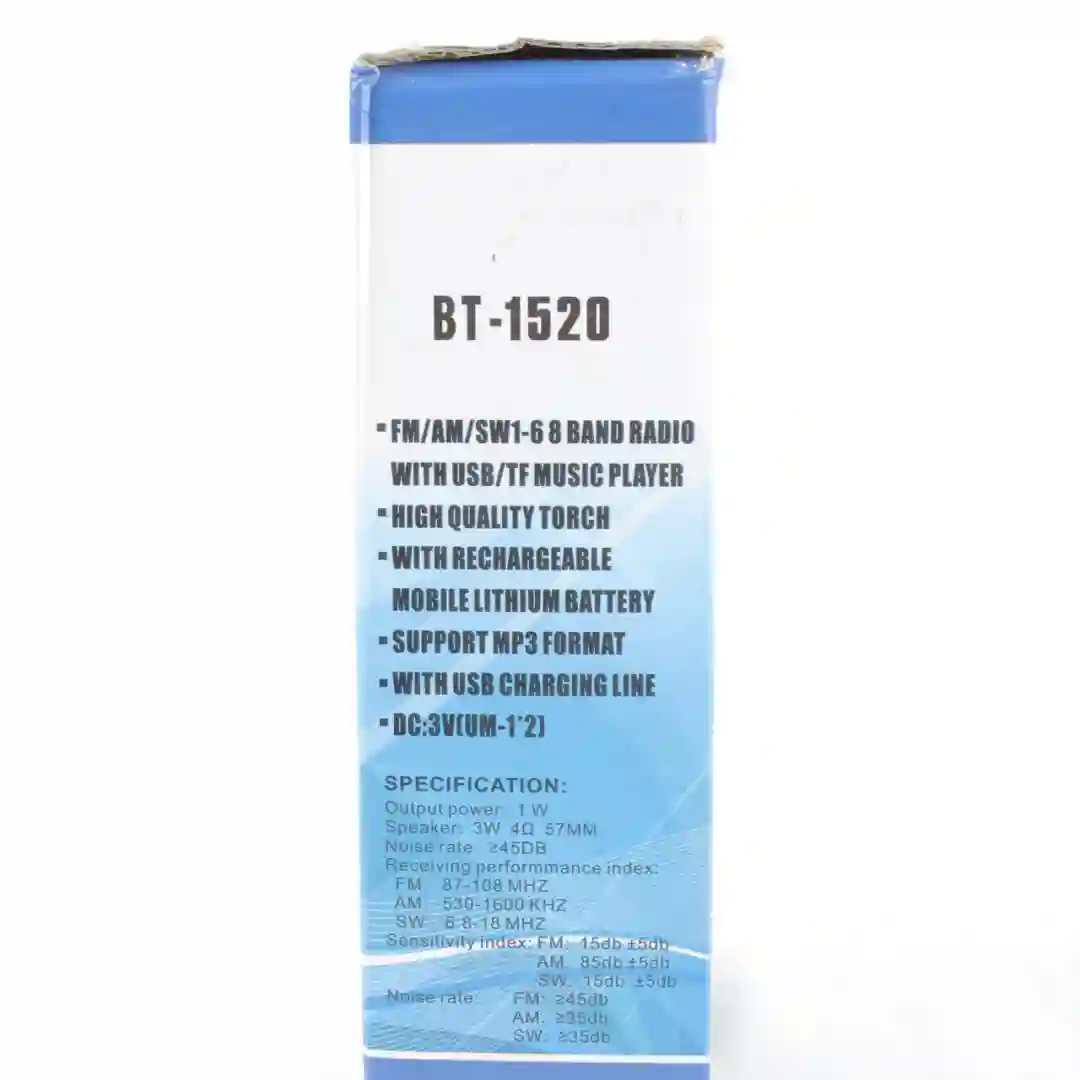 BT-1520
▪FM/AM/SW1-6 8 BAND RADIO
WITH USB/TF MUSIC PLAYER
▪HIGH QUALITY TORCH
▪WITH RECHARGEABLE
MOBILE LITHIUM BATTERY
▪SUPPORT MP3 FORMAT
▪WITH USB CHARGING LINE
▪DC:3V(UM-1*2)
SPECIFICATION:
Output power: 1 W
Speaker: 3W 4Ω 57MM
Noise rate: ≥45DB
Receiving performmance index:
FM 87-108 MHZ
AM 530-1600 KHZ
SW 6.8-18 MHZ
Sensitivity index: FM: 15db ±5db
AM: 85db ±5db
SW: 15db ±5db
Noise rate: FM: ≥45db
AM: ≥35db
SW: ≥35db